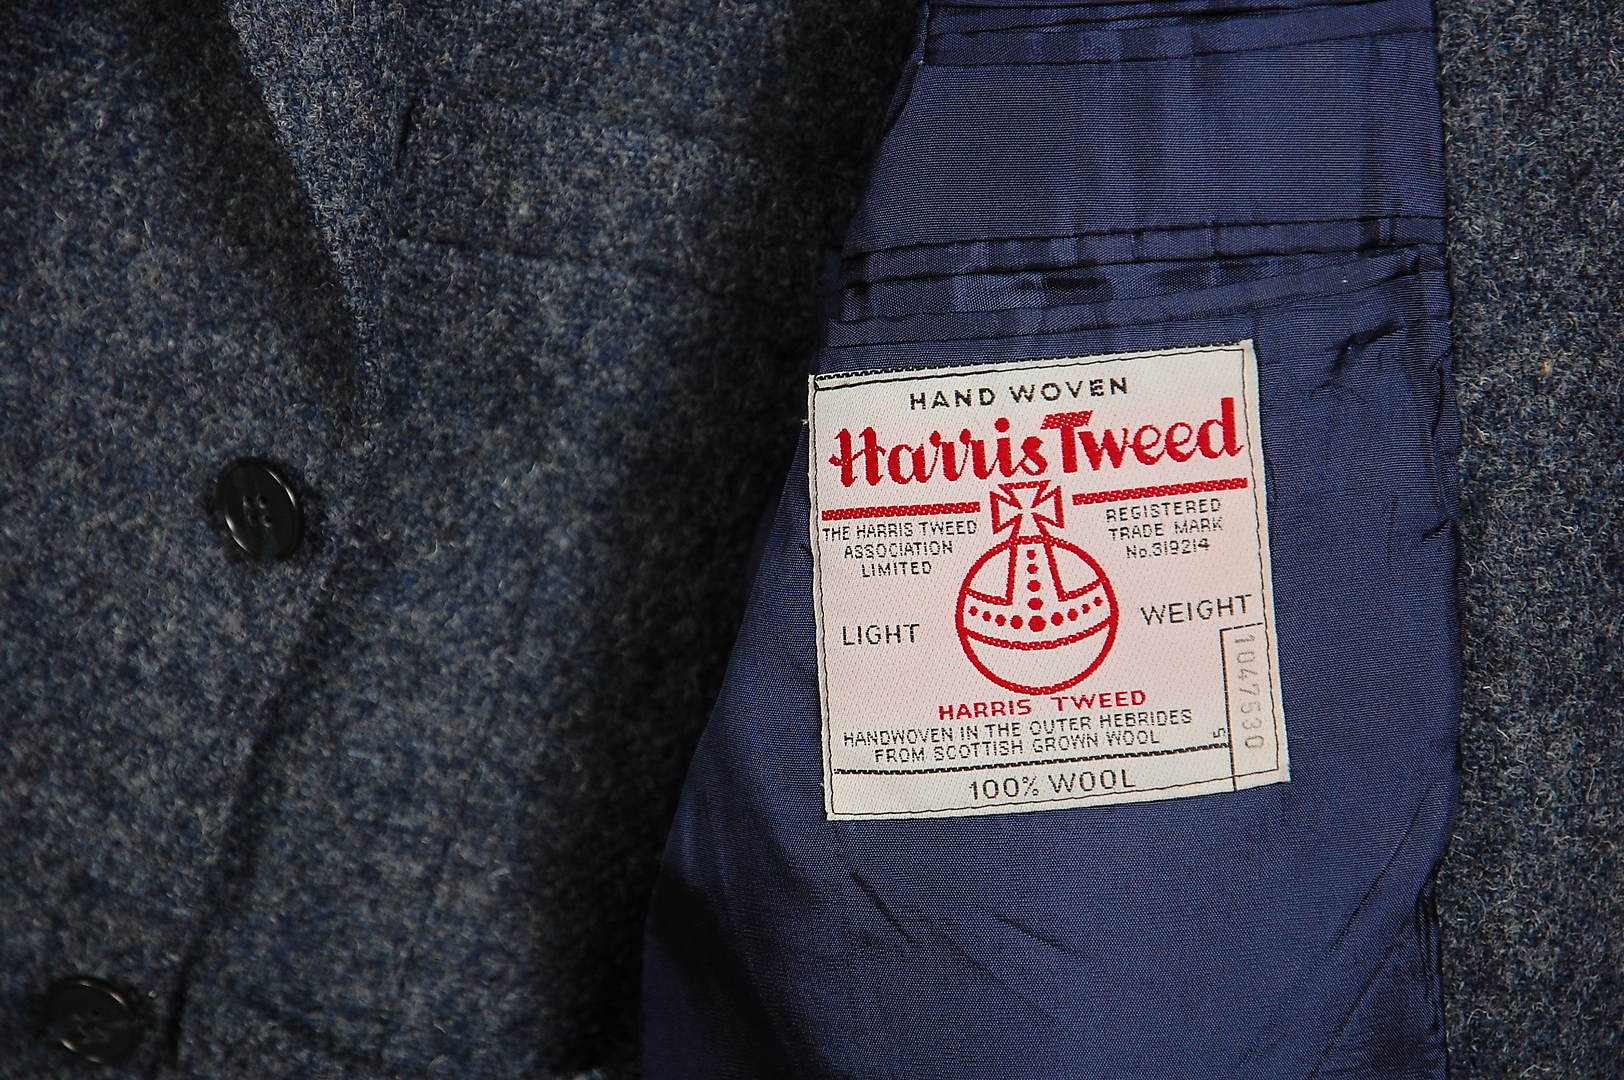 HAND WOVEN
Harris Tweed
THE HARRIS TWEED
ASSOCIATION
LIMITED
REGISTERED
TRADE MARK
No.319214
LIGHT WEIGHT
HARRIS TWEED
HANDWOVEN IN THE OUTER HEBRIDES
FROM SCOTTISH GROWN WOOL
5
1047530
100% WOOL